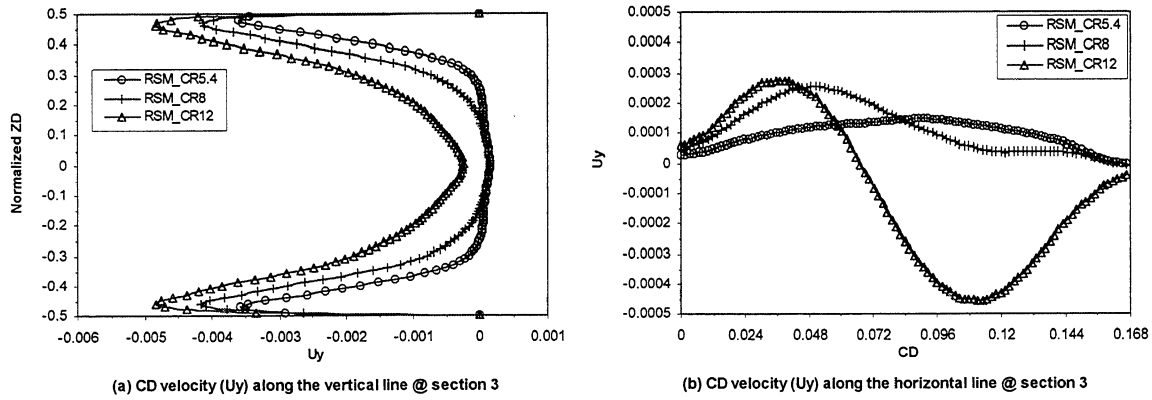 0.5
0.4
0.3
0.2
0.1
0
-0.1
-0.2
-0.3
-0.4
-0.5
Normalized ZD
RSM_CR5.4
RSM_CR8
RSM_CR12
-0.006 -0.005 -0.004 -0.003 -0.002 -0.001 0 0.001
Uy
(a) CD velocity (Uy) along the vertical line @ section 3
0.0005
0.0004
0.0003
0.0002
0.0001
0
-0.0001
-0.0002
-0.0003
-0.0004
-0.0005
Uy
RSM_CR5.4
RSM_CR8
RSM_CR12
0 0.024 0.048 0.072 0.096 0.12 0.144 0.168
CD
(b) CD velocity (Uy) along the horizontal line @ section 3